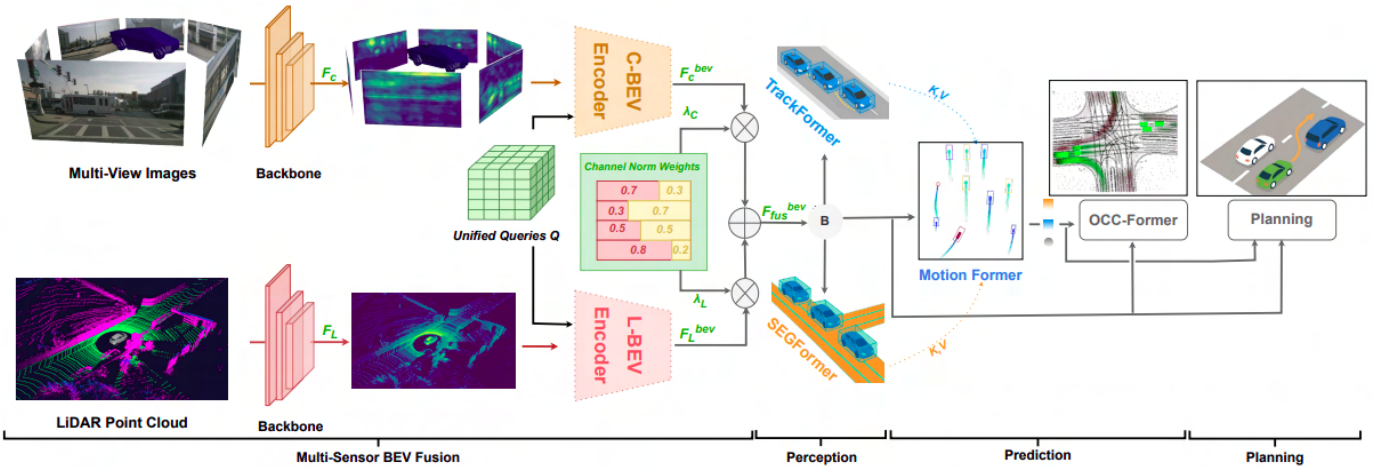 Multi-View Images
Backbone
F_c
C-BEV
Encoder
F_c^bev
λ_C
Unified Queries Q
Channel Norm Weights
0.7 0.3
0.3 0.7
0.5 0.5
0.8 0.2
F_fus^bev
B
TrackFormer
K,V
Motion Former
OCC-Former
Planning
LiDAR Point Cloud
Backbone
F_L
L-BEV
Encoder
λ_L
F_L^bev
SEGFormer
K,V
Multi-Sensor BEV Fusion
Perception
Prediction
Planning